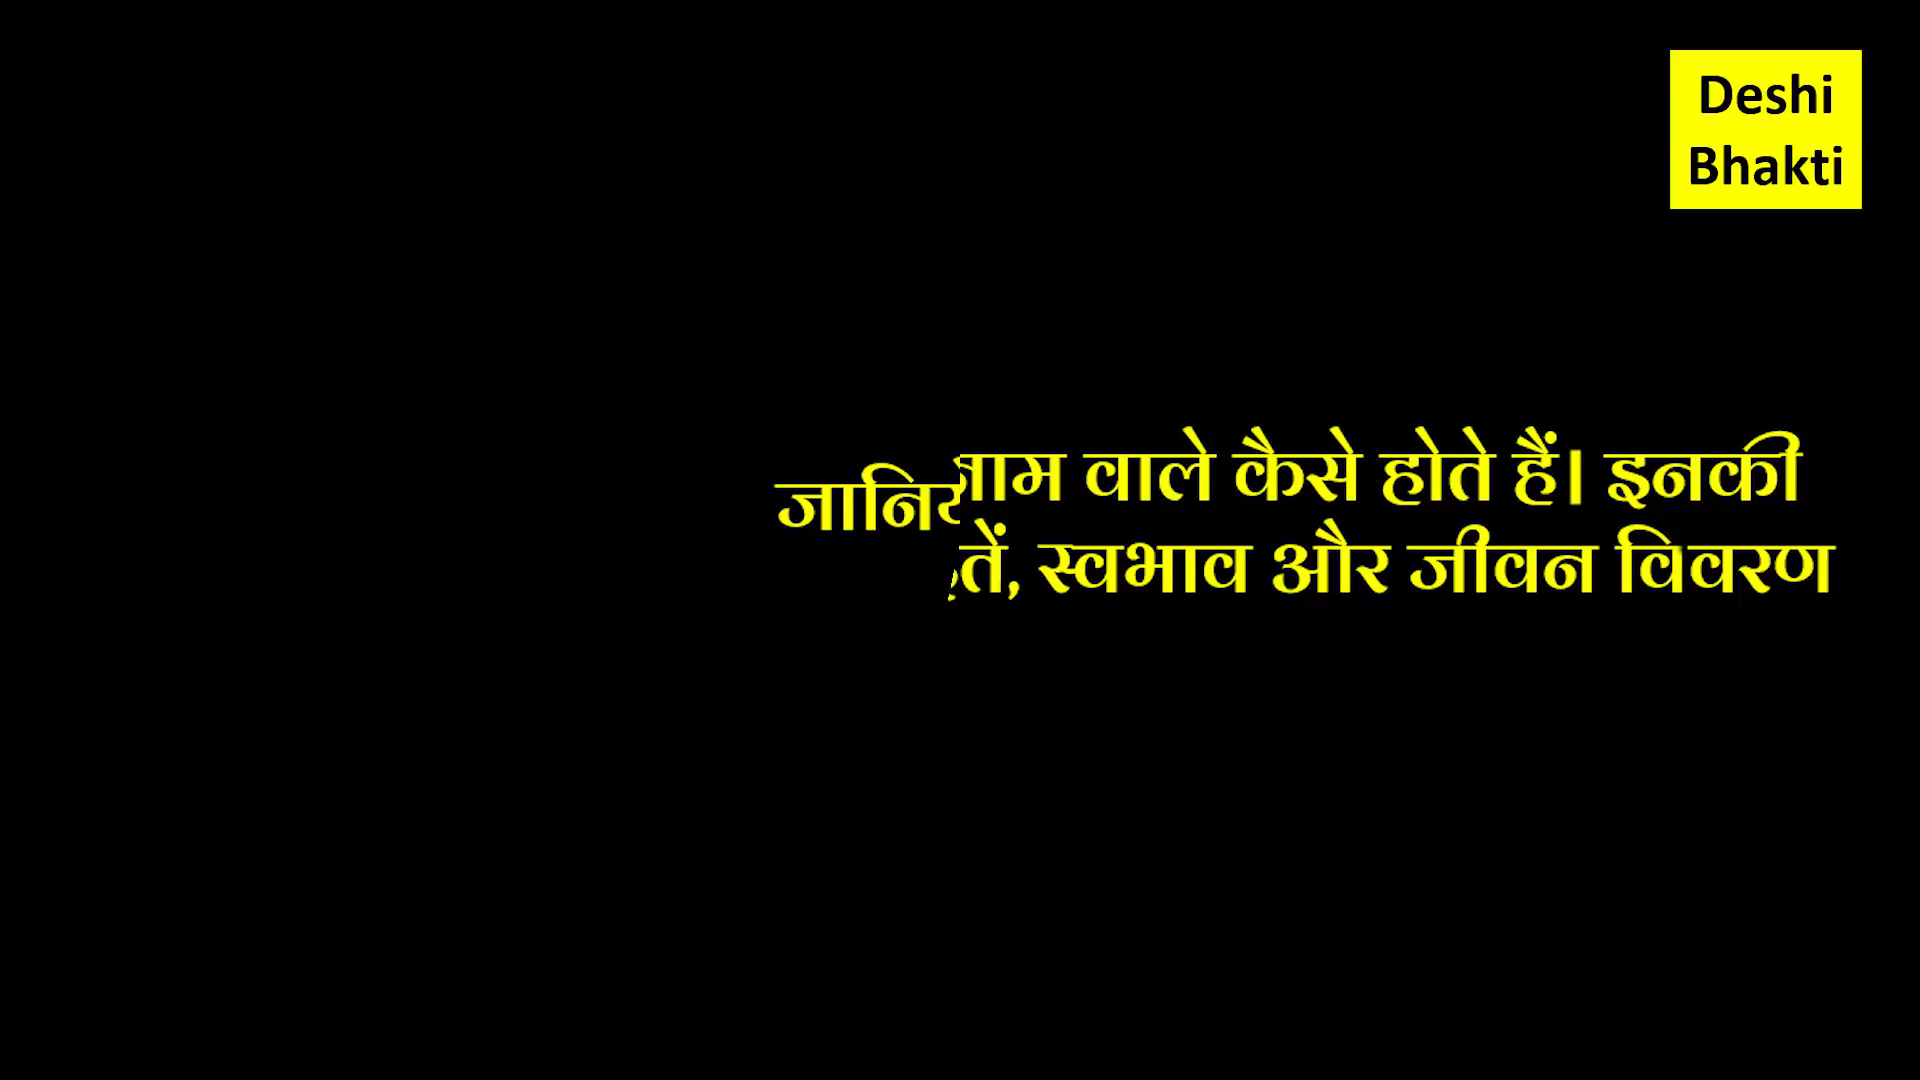 Deshi
Bhakti
वाले कैसे होते हैं। इनकी
स्वभाव और जीवन विवरण